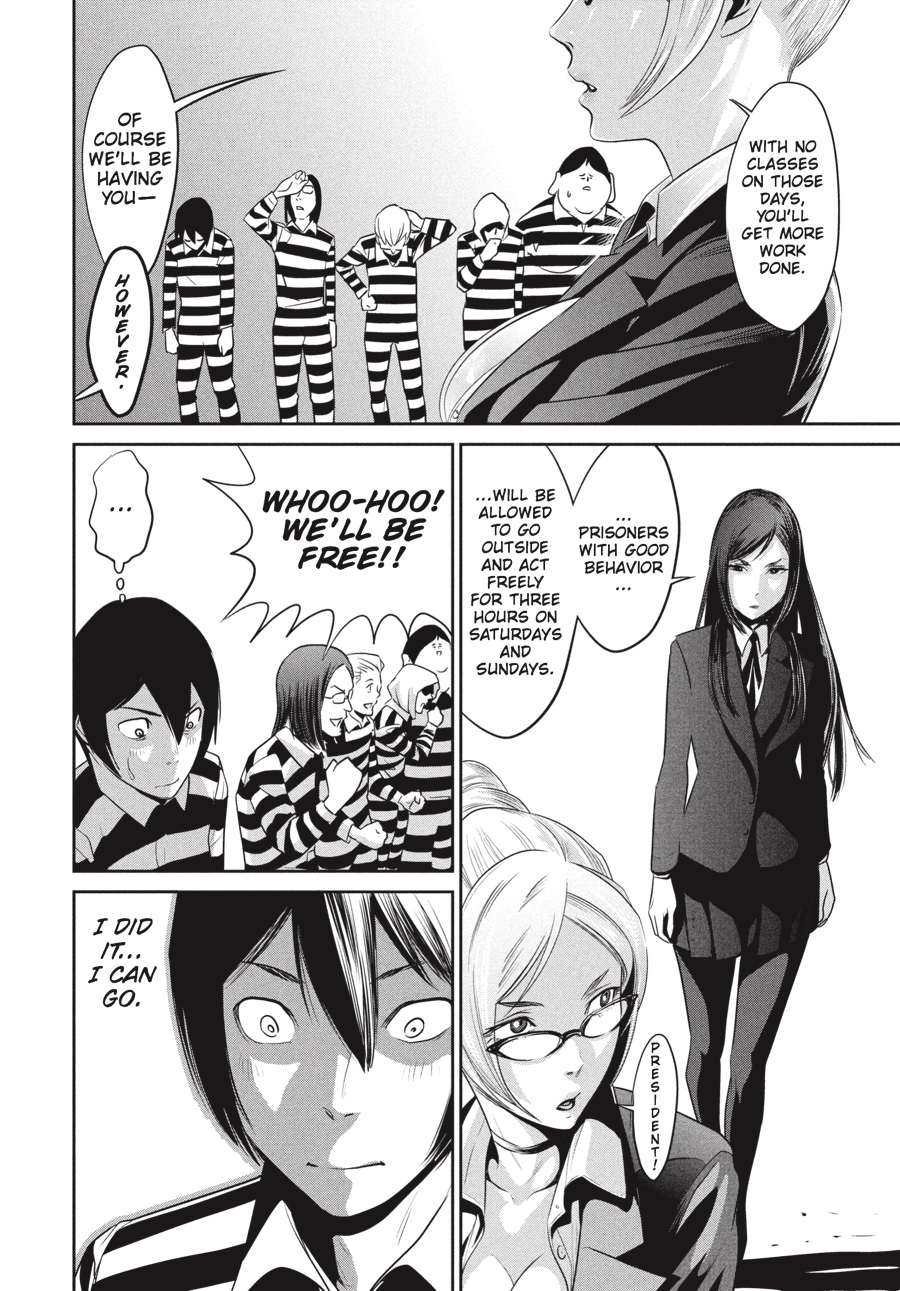 WITH NO
CLASSES
ON THOSE
DAYS,
YOU'LL
GET MORE
WORK
DONE.
OF
COURSE
WE'LL BE
HAVING
YOU—
HOWEVER.
...
PRISONERS
WITH GOOD
BEHAVIOR
...
...WILL BE
ALLOWED
TO GO
OUTSIDE
AND ACT
FREELY
FOR THREE
HOURS ON
SATURDAYS
AND
SUNDAYS.
PRESIDENT!
WHOO-HOO!
WE'LL BE
FREE!!
...
I DID
IT...
I CAN
GO.